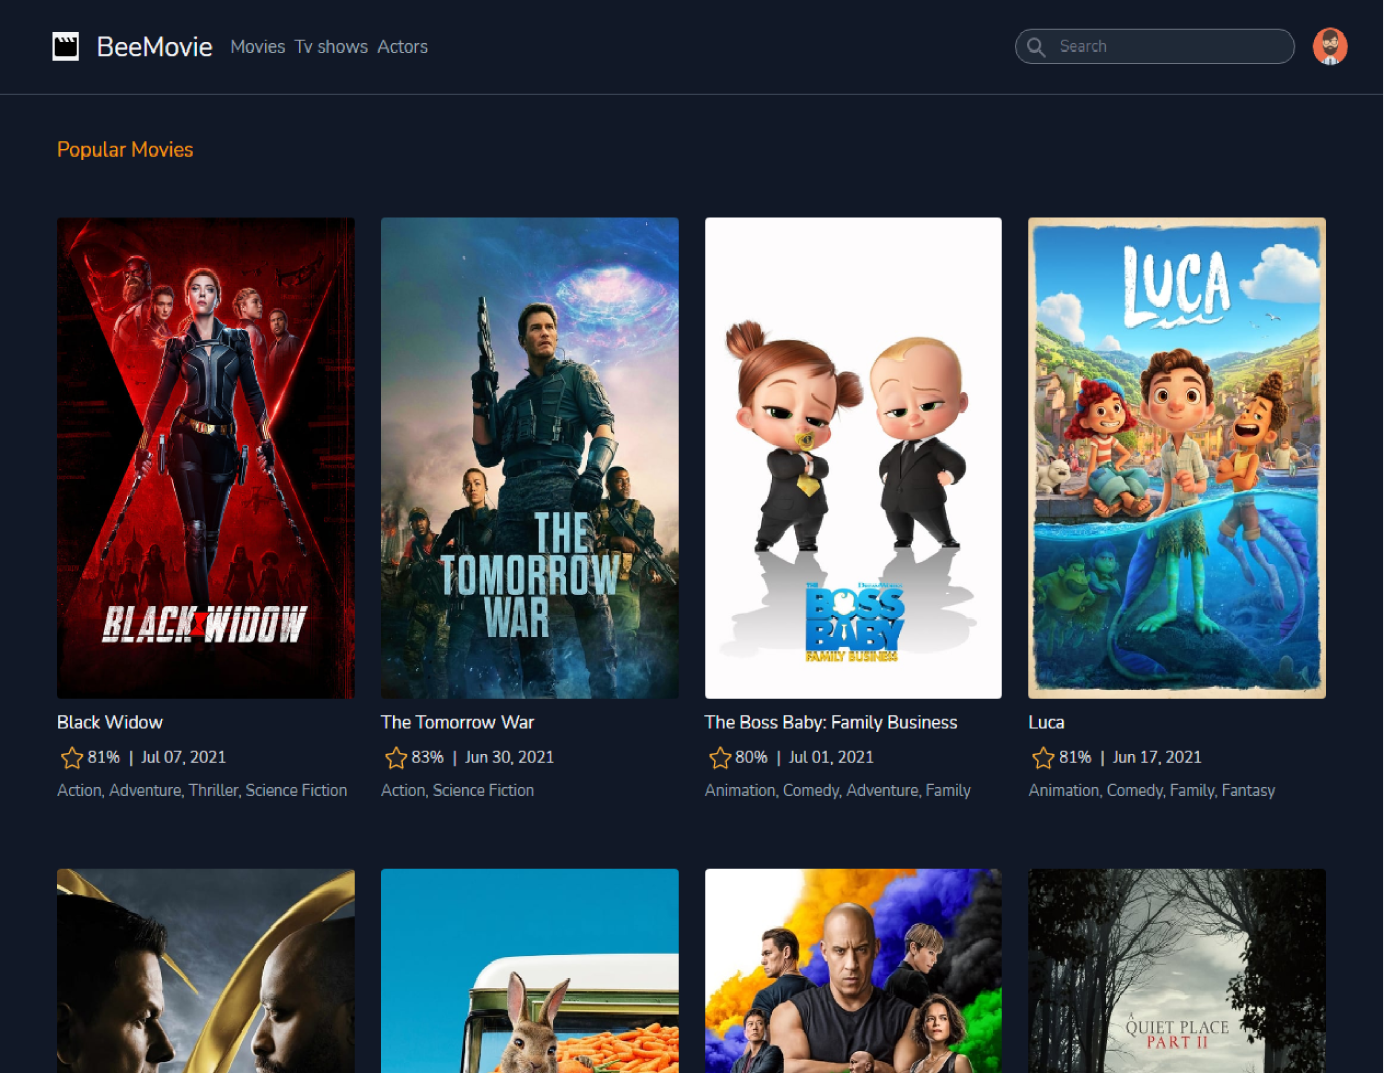 BeeMovie Movies Tv shows Actors
Search
Popular Movies
BLACK WIDOW
THE
TOMORROW
WAR
THE DREAMWORKS
BOSS
BABY
FAMILY BUSINESS
LUCA
Black Widow
81% | Jul 07, 2021
Action, Adventure, Thriller, Science Fiction
The Tomorrow War
83% | Jun 30, 2021
Action, Science Fiction
The Boss Baby: Family Business
80% | Jul 01, 2021
Animation, Comedy, Adventure, Family
Luca
81% | Jun 17, 2021
Animation, Comedy, Family, Fantasy
A
QUIET PLACE
PART II